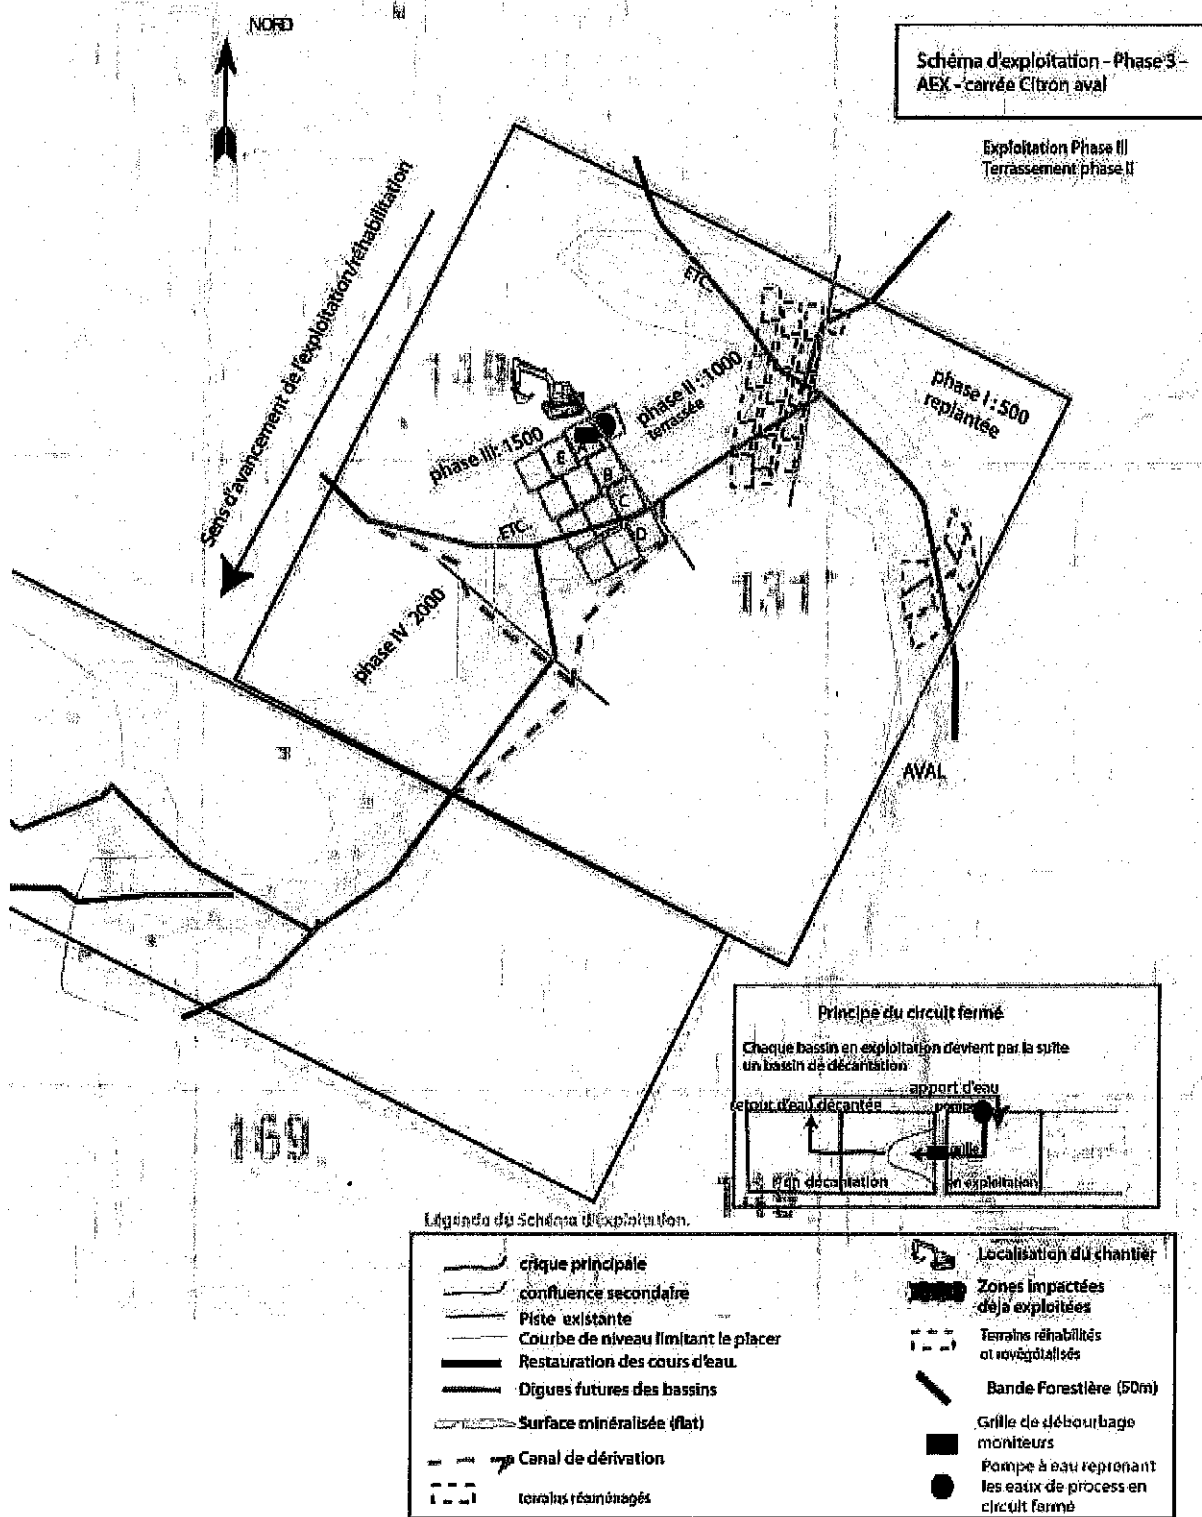 NORD
Schéma d'exploitation - Phase 3 -
AEX - carrée Citron aval
Exploitation Phase III
Terrassement phase II
Sens d'avancement de l'exploitation/réhabilitation
ETC.
phase I : 500
replantée
phase II : 1000
terrassée
phase III: 1500
A
B
C
D
ETC.
131
phase IV 2000
AVAL
169
Principe du circuit fermé
Chaque bassin en exploitation devient par la suite
un bassin de décantation
apport d'eau
retour d'eau décantée
pompe
grille
en décantation
en exploitation
Légende du Schéma d'Exploitation.
crique principale
confluence secondaire
Piste existante
Courbe de niveau limitant le placer
Restauration des cours d'eau.
Digues futures des bassins
Surface minéralisée (flat)
Canal de dérivation
terrains réaménagés
Localisation du chantier
Zones impactées
déja exploitées
Terrains réhabilités
et revégétalisés
Bande Forestière (50m)
Grille de débourbage
moniteurs
Pompe à eau reprenant
les eaux de process en
circuit fermé